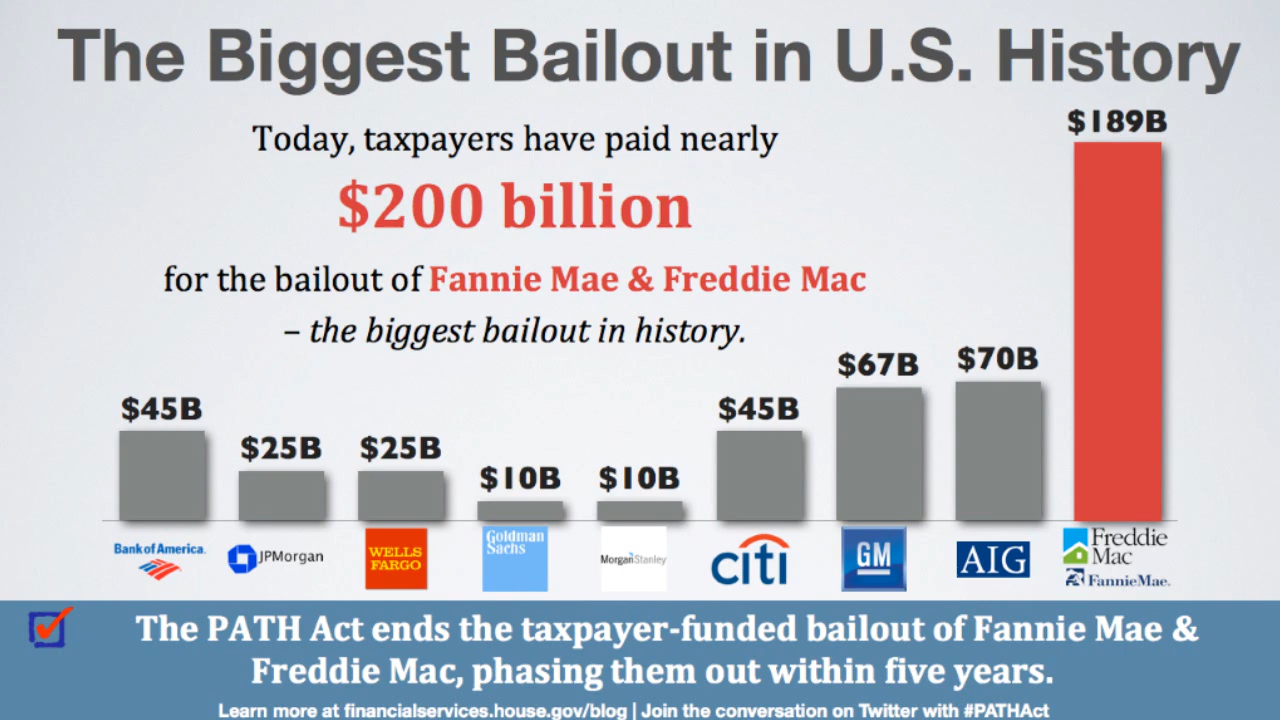 The Biggest Bailout in U.S. History
Today, taxpayers have paid nearly
$200 billion
for the bailout of Fannie Mae & Freddie Mac
– the biggest bailout in history.
$45B
$25B
$25B
$10B
$10B
$45B
$67B
$70B
$189B
Bank of America.
JPMorgan
WELLS
FARGO
Goldman
Sachs
MorganStanley
citi
GM
AIG
Freddie
Mac
FannieMae.
The PATH Act ends the taxpayer-funded bailout of Fannie Mae &
Freddie Mac, phasing them out within five years.
Learn more at financialservices.house.gov/blog | Join the conversation on Twitter with #PATHAct